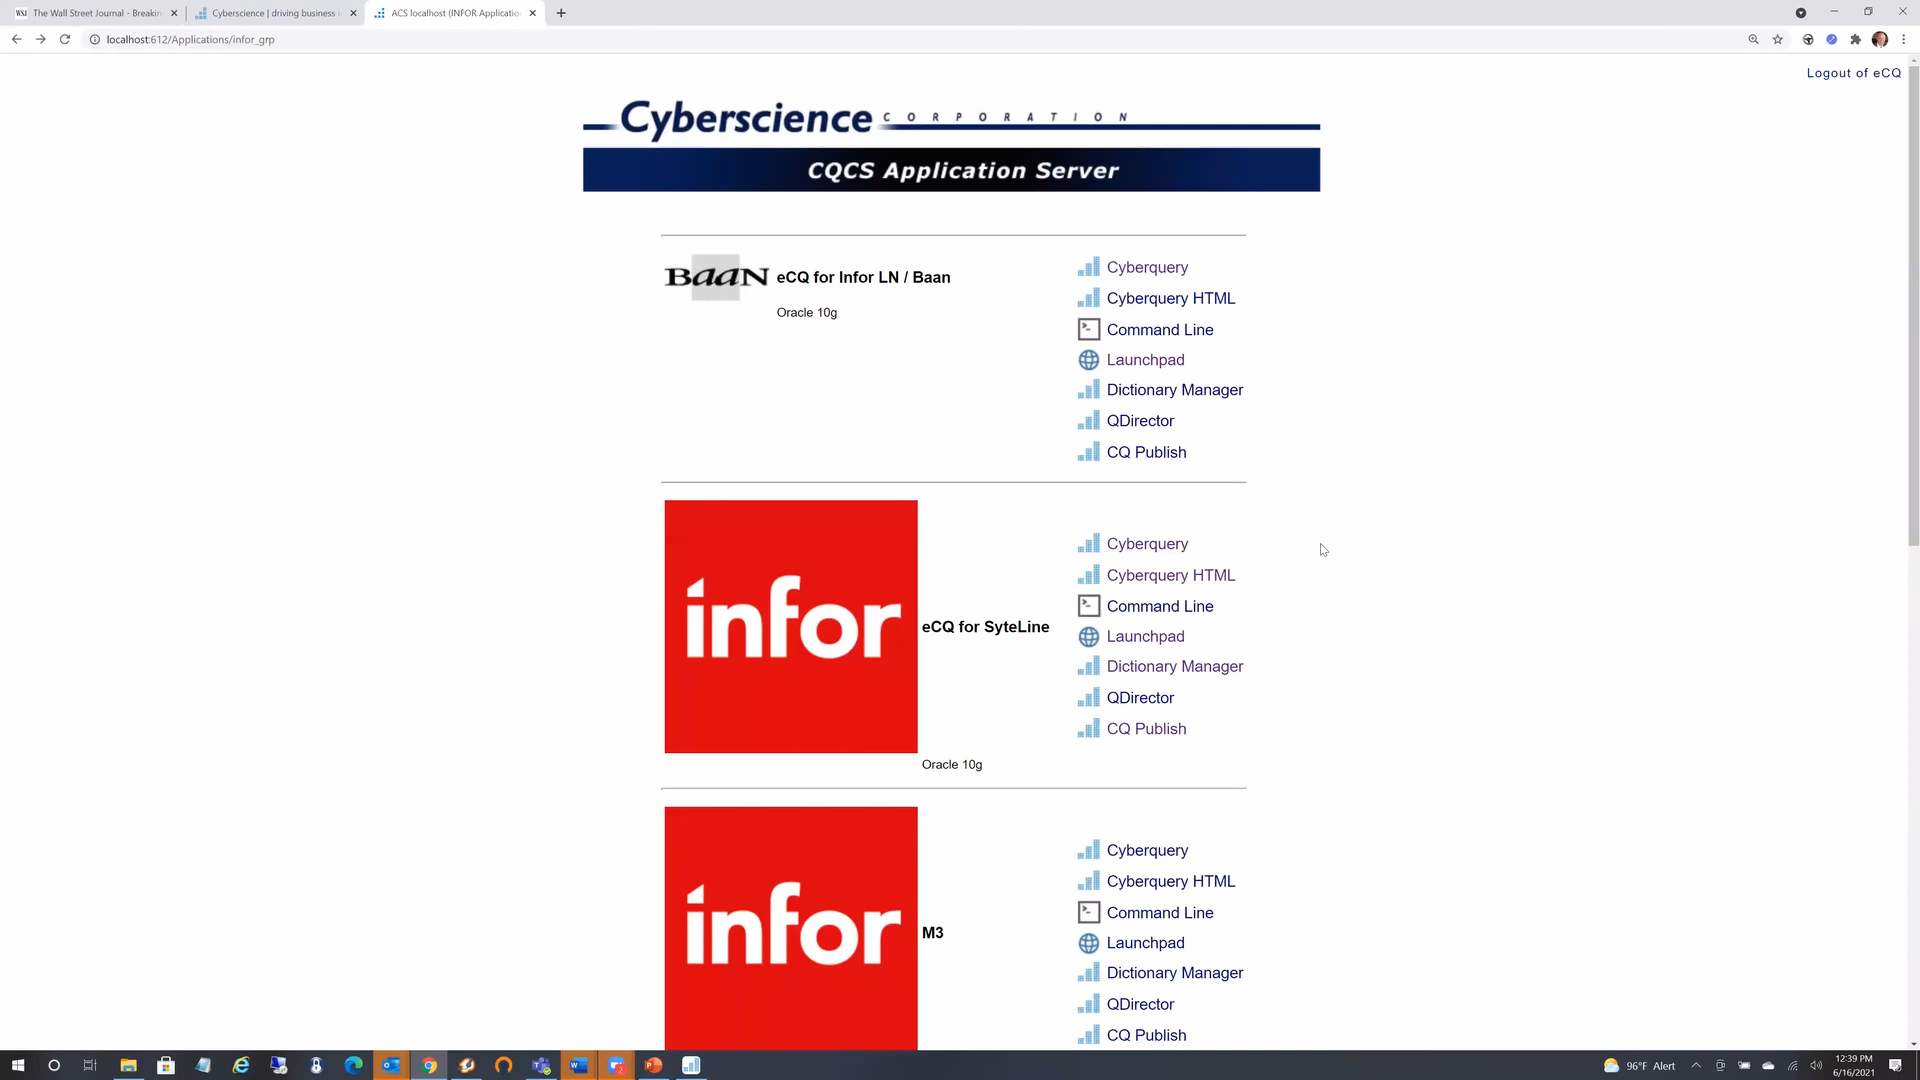 WSJ The Wall Street Journal - Breakin
Cyberscience | driving business i
ACS localhost (INFOR Applicatio
localhost:612/Applications/infor_grp
Logout of eCQ
Cyberscience CORPORATION
CQCS Application Server
BaaN
eCQ for Infor LN / Baan
Oracle 10g
Cyberquery
Cyberquery HTML
Command Line
Launchpad
Dictionary Manager
QDirector
CQ Publish
infor
eCQ for SyteLine
Oracle 10g
Cyberquery
Cyberquery HTML
Command Line
Launchpad
Dictionary Manager
QDirector
CQ Publish
infor
M3
Cyberquery
Cyberquery HTML
Command Line
Launchpad
Dictionary Manager
QDirector
CQ Publish
96°F Alert
12:39 PM
6/16/2021